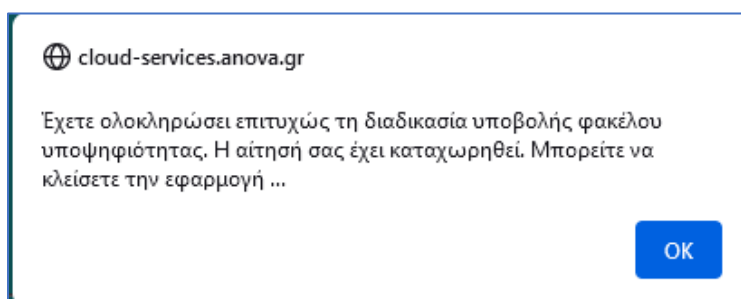 cloud-services.anova.gr
Έχετε ολοκληρώσει επιτυχώς τη διαδικασία υποβολής φακέλου
υποψηφιότητας. Η αίτησή σας έχει καταχωρηθεί. Μπορείτε να
κλείσετε την εφαρμογή ...
OK